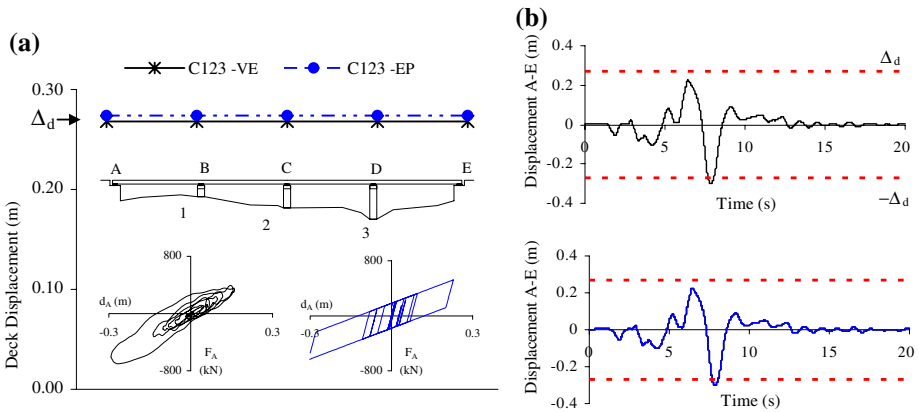 (a)
C123 -VE
C123 -EP
0.30
Δd
0.20
0.10
0.00
Deck Displacement (m)
A B C D E
1 2 3
800
dA (m)
-0.3
0.3
FA
-800 (kN)
800
dA (m)
-0.3
0.3
FA
-800 (kN)
(b)
Displacement A-E (m)
0.4
0.2
0
-0.2
-0.4
0 5 10 15 20
Δd
−Δd
Time (s)
Displacement A-E (m)
0.4
0.2
0
-0.2
-0.4
0 5 10 15 20
Time (s)